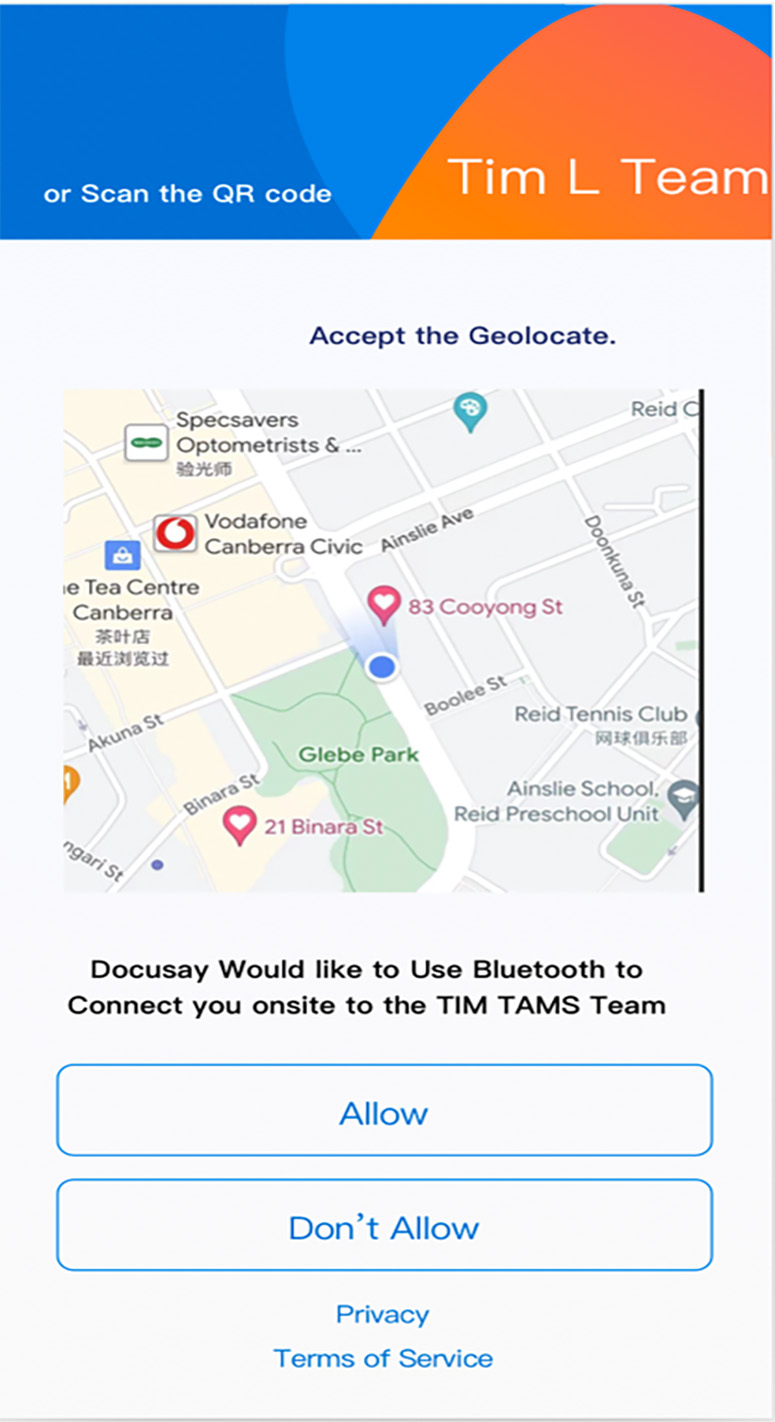 or Scan the QR code
Tim L Team
Accept the Geolocate.
Specsavers
Optometrists & ...
验光师
Reid C
Vodafone
Canberra Civic
Ainslie Ave
Doonkuna St
e Tea Centre
Canberra
茶叶店
最近浏览过
83 Cooyong St
Boolee St
Reid Tennis Club
网球俱乐部
Akuna St
Glebe Park
Ainslie School,
Reid Preschool Unit
Binara St
21 Binara St
ngari St
Docusay Would like to Use Bluetooth to
Connect you onsite to the TIM TAMS Team
Allow
Don't Allow
Privacy
Terms of Service